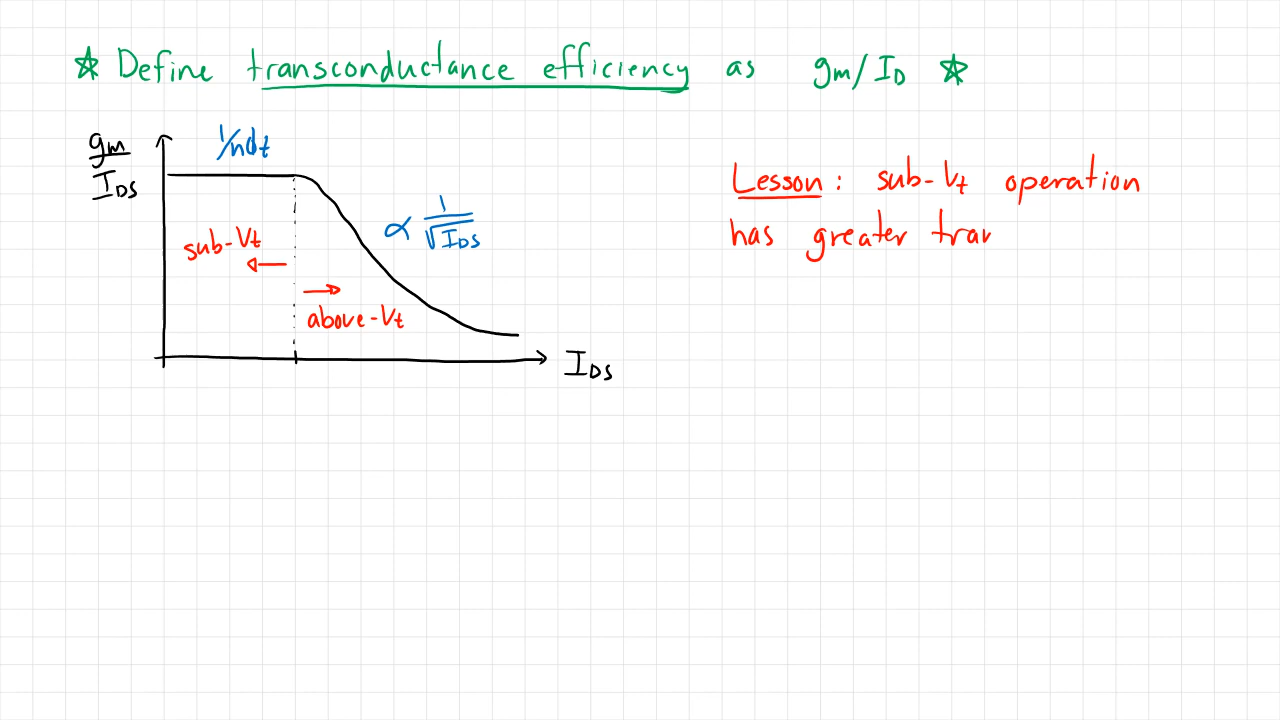 ☆ Define transconductance efficiency as gm/ID ☆
gm/IDS
1/nϕt
∝ 1/√IDS
sub-Vt
above-Vt
IDS
Lesson: sub-Vt operation
has greater tran